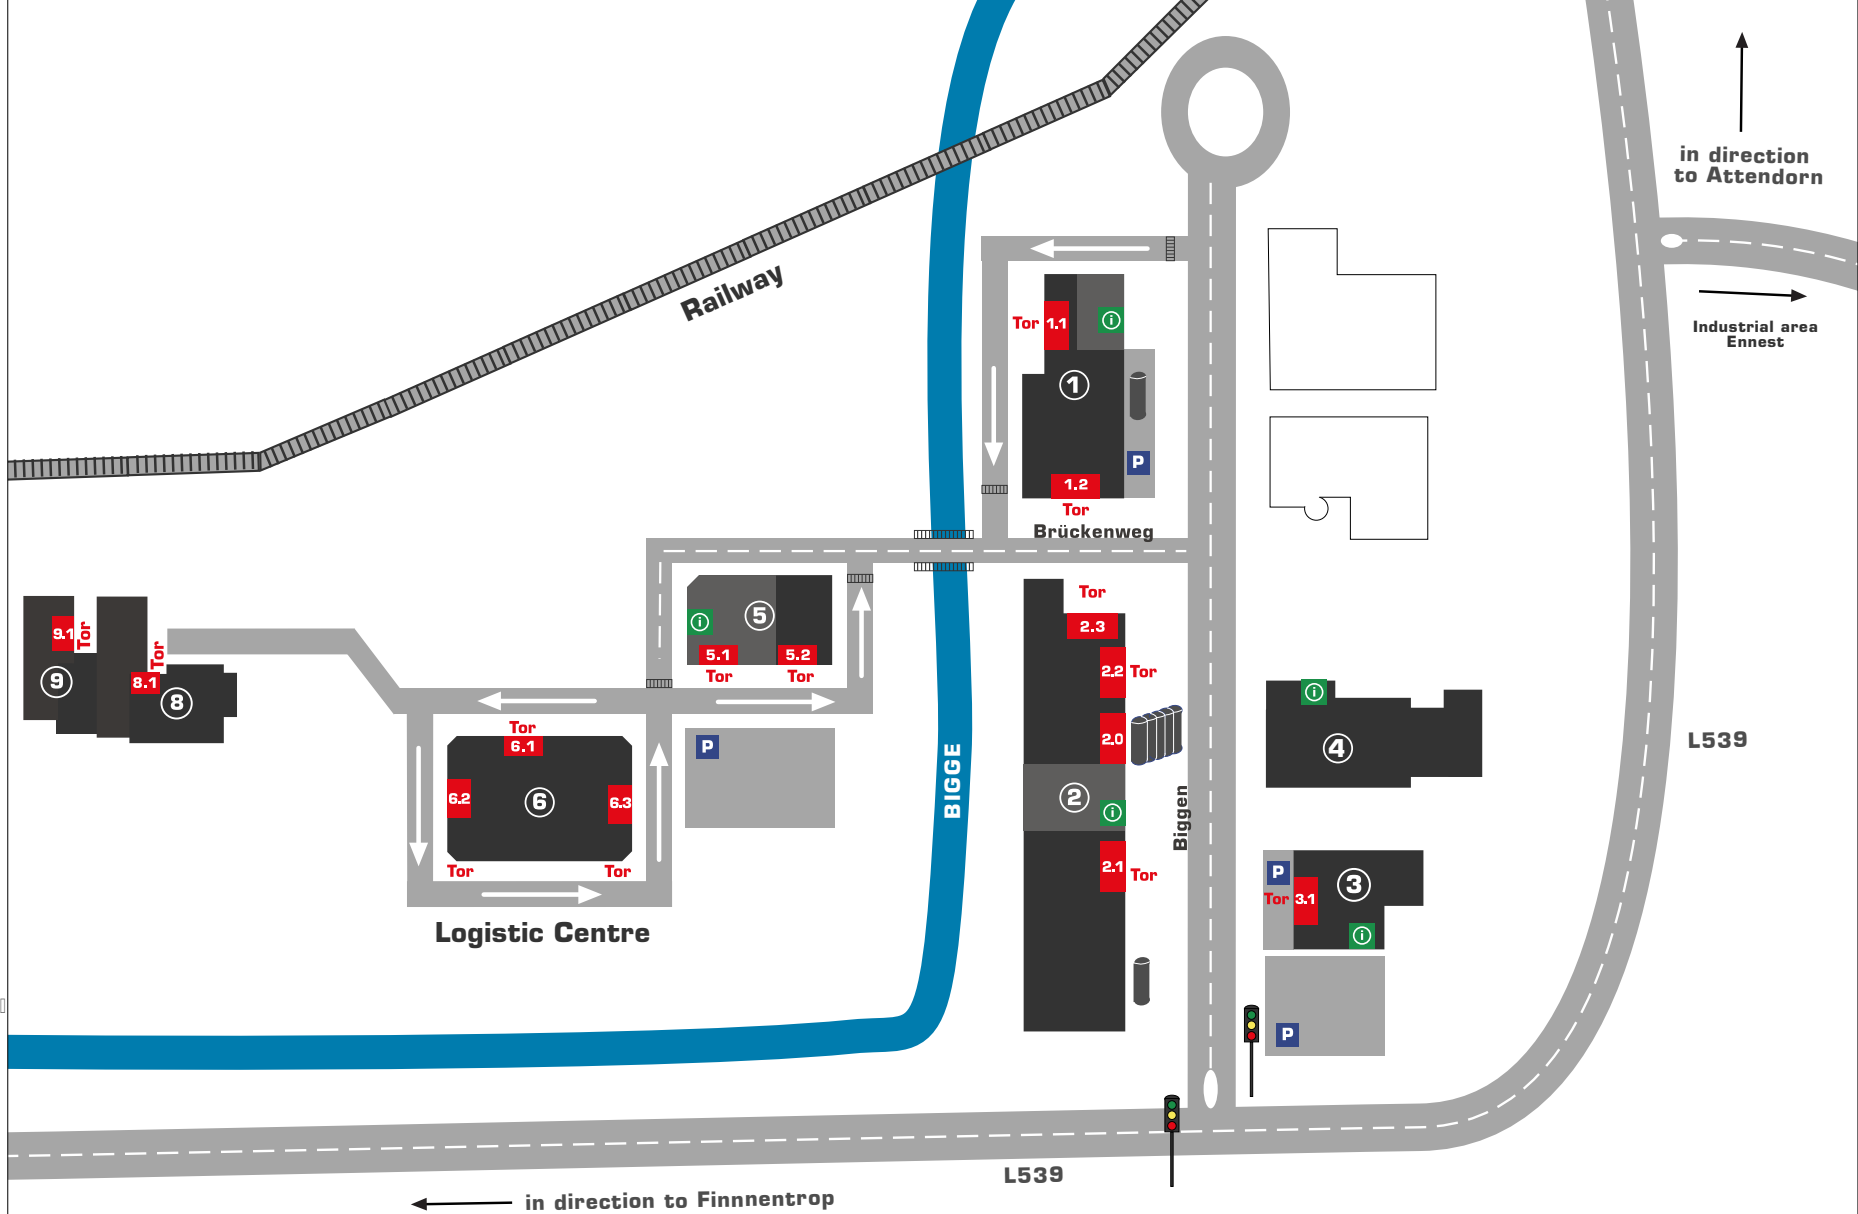 in direction
to Attendorn
Railway
Tor 1.1
i
Industrial area
Ennest
1
P
1.2
Tor
Brückenweg
Tor
9.1
Tor
5
i
2.3
Tor
5.1
5.2
2.2 Tor
Tor
Tor
9
8.1
8
i
Tor
6.1
P
2.0
4
L539
BIGGE
6.2
6
6.3
2
i
Biggen
Tor
Tor
2.1
Tor
P
3
Tor 3.1
Logistic Centre
i
P
L539
in direction to Finnnentrop